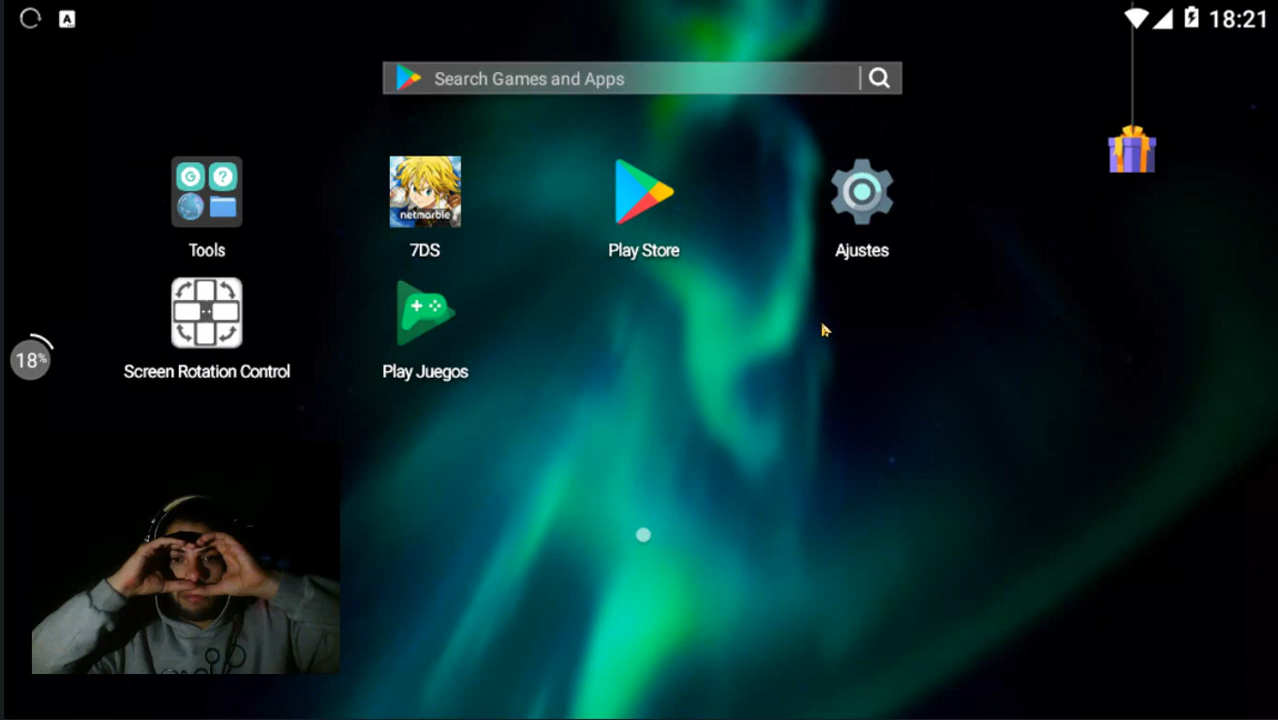 A
18:21
Search Games and Apps
G ?
netmarble
Tools
7DS
Play Store
Ajustes
18%
Screen Rotation Control
Play Juegos